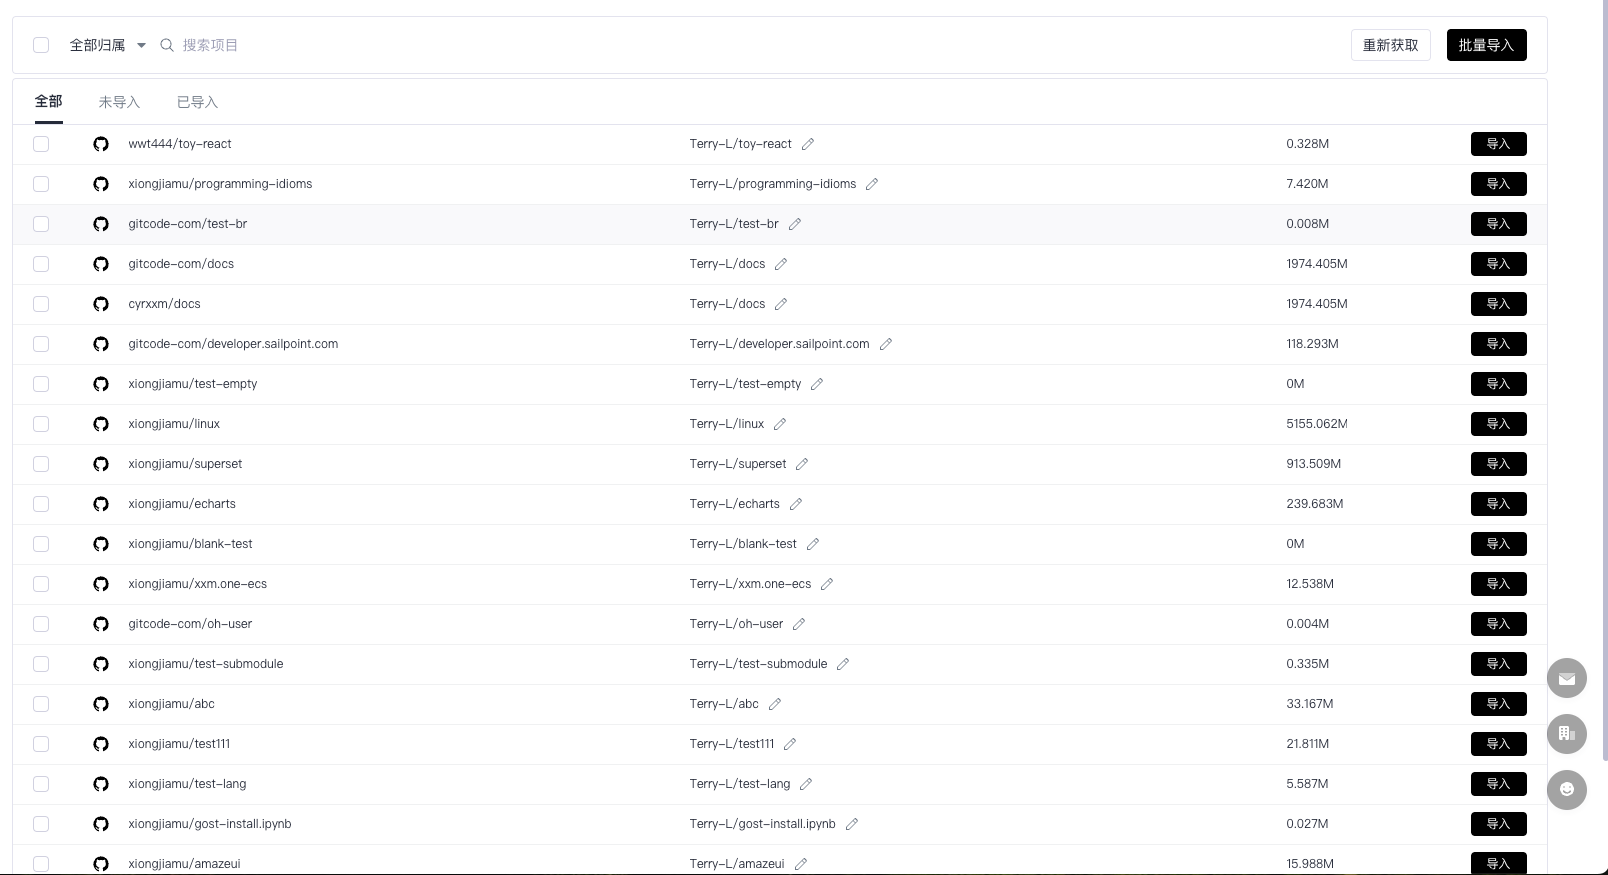 全部归属 搜索项目 重新获取 批量导入
全部 未导入 已导入
wwt444/toy-react Terry-L/toy-react 0.328M 导入
xiongjiamu/programming-idioms Terry-L/programming-idioms 7.420M 导入
gitcode-com/test-br Terry-L/test-br 0.008M 导入
gitcode-com/docs Terry-L/docs 1974.405M 导入
cyrxxm/docs Terry-L/docs 1974.405M 导入
gitcode-com/developer.sailpoint.com Terry-L/developer.sailpoint.com 118.293M 导入
xiongjiamu/test-empty Terry-L/test-empty 0M 导入
xiongjiamu/linux Terry-L/linux 5155.062M 导入
xiongjiamu/superset Terry-L/superset 913.509M 导入
xiongjiamu/echarts Terry-L/echarts 239.683M 导入
xiongjiamu/blank-test Terry-L/blank-test 0M 导入
xiongjiamu/xxm.one-ecs Terry-L/xxm.one-ecs 12.538M 导入
gitcode-com/oh-user Terry-L/oh-user 0.004M 导入
xiongjiamu/test-submodule Terry-L/test-submodule 0.335M 导入
xiongjiamu/abc Terry-L/abc 33.167M 导入
xiongjiamu/test111 Terry-L/test111 21.811M 导入
xiongjiamu/test-lang Terry-L/test-lang 5.587M 导入
xiongjiamu/gost-install.ipynb Terry-L/gost-install.ipynb 0.027M 导入
xiongjiamu/amazeui Terry-L/amazeui 15.988M 导入